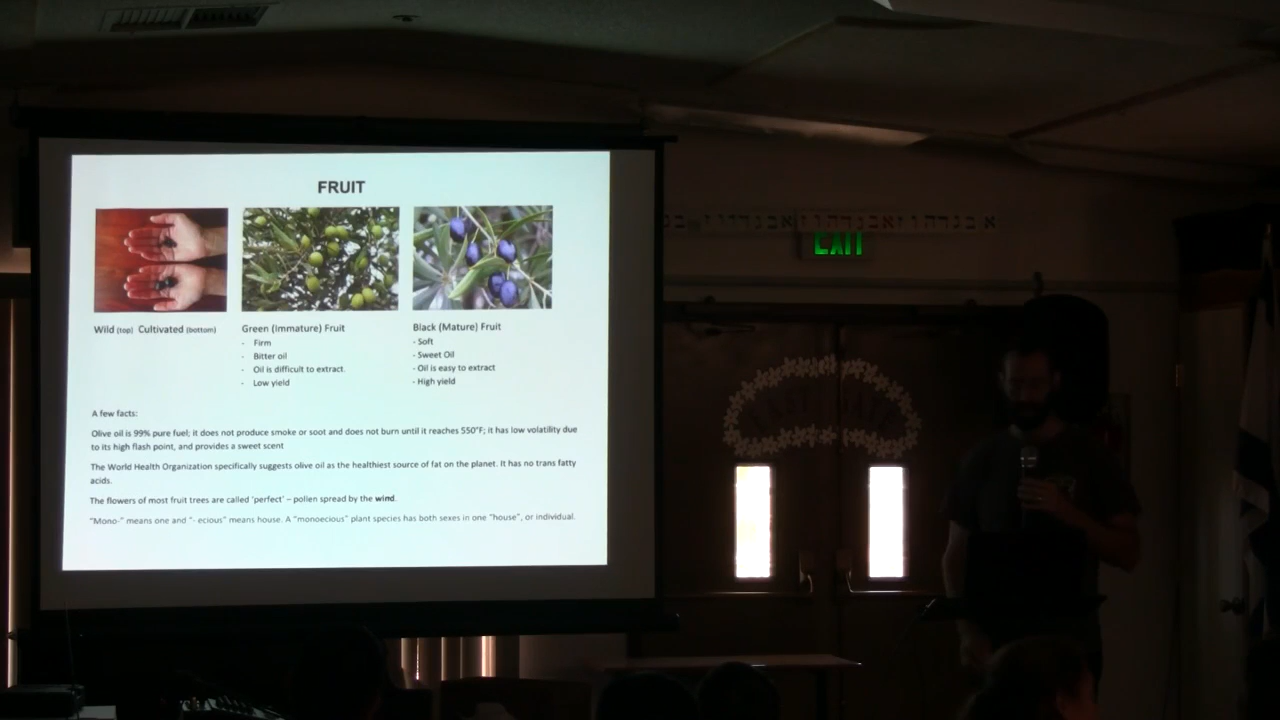 FRUIT
Wild (top) Cultivated (bottom)
Green (Immature) Fruit
- Firm
- Bitter oil
- Oil is difficult to extract.
- Low yield
Black (Mature) Fruit
- Soft
- Sweet Oil
- Oil is easy to extract
- High yield
A few facts:
Olive oil is 99% pure fuel; it does not produce smoke or soot and does not burn until it reaches 550°F; it has low volatility due
to its high flash point, and provides a sweet scent
The World Health Organization specifically suggests olive oil as the healthiest source of fat on the planet. It has no trans fatty
acids.
The flowers of most fruit trees are called 'perfect' – pollen spread by the wind.
"Mono-" means one and "- ecious" means house. A "monoecious" plant species has both sexes in one "house", or individual.
EXIT